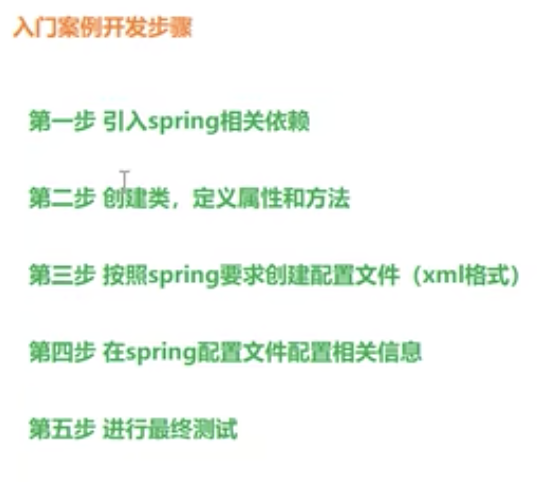 入门案例开发步骤
第一步 引入spring相关依赖
第二步 创建类，定义属性和方法
第三步 按照spring要求创建配置文件（xml格式）
第四步 在spring配置文件配置相关信息
第五步 进行最终测试